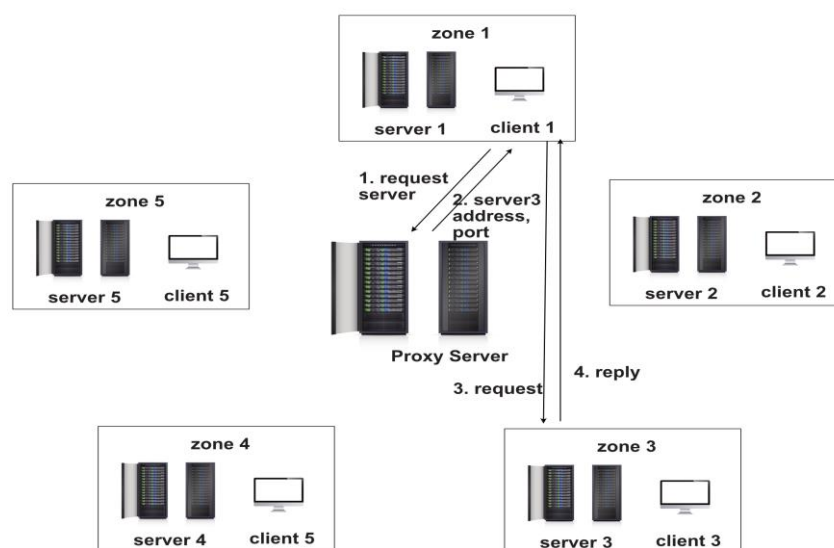 zone 1
server 1 client 1
1. request
server
2. server3
address,
port
zone 5
server 5 client 5
zone 2
server 2 client 2
Proxy Server
3. request
4. reply
zone 4
server 4 client 5
zone 3
server 3 client 3